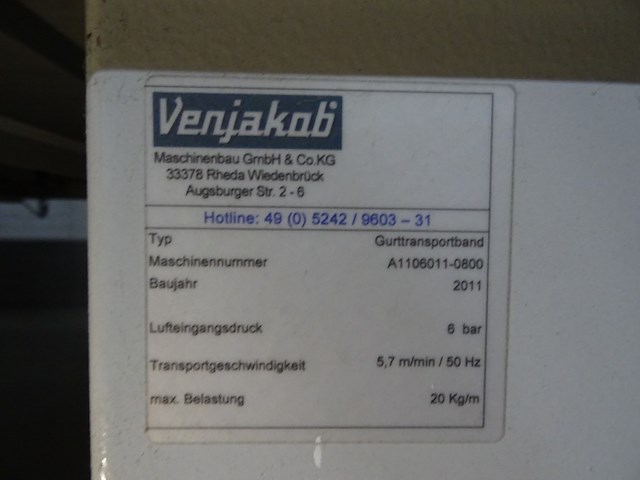 Venjakob
Maschinenbau GmbH & Co.KG
33378 Rheda Wiedenbrück
Augsburger Str. 2 - 6
Hotline: 49 (0) 5242 / 9603 – 31
Typ Gurttransportband
Maschinennummer A1106011-0800
Baujahr 2011
Lufteingangsdruck 6 bar
Transportgeschwindigkeit 5,7 m/min / 50 Hz
max. Belastung 20 Kg/m